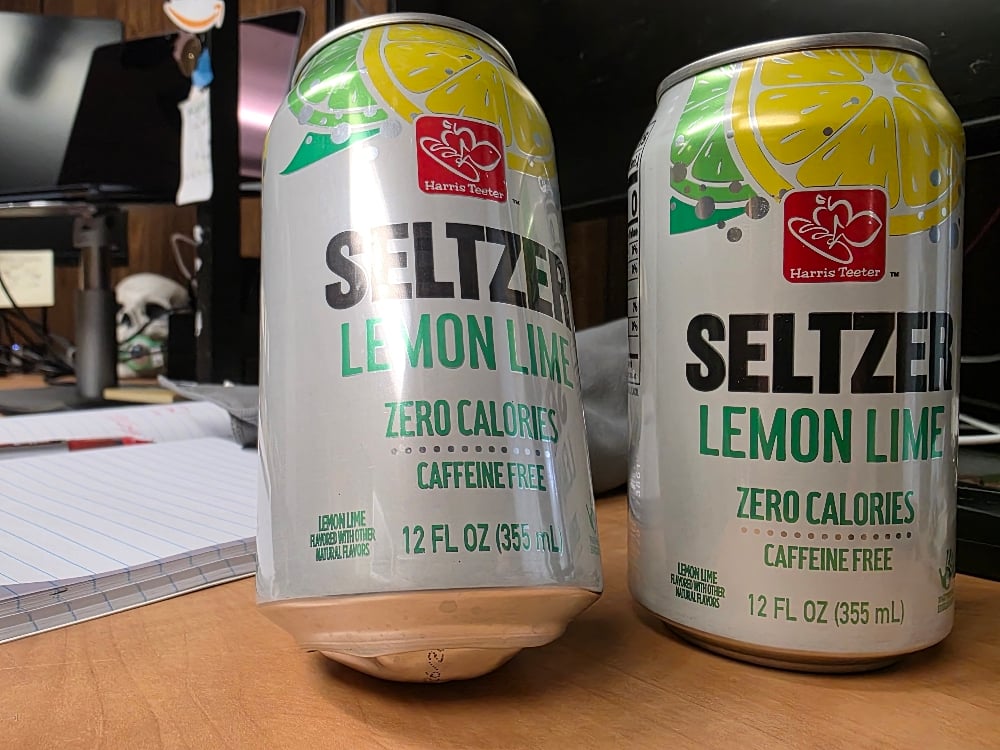 Harris Teeter
™
SELTZER
LEMON LIME
ZERO CALORIES
CAFFEINE FREE
LEMON LIME
FLAVORED WITH OTHER
NATURAL FLAVORS
12 FL OZ (355 mL)
Harris Teeter
™
SELTZER
LEMON LIME
ZERO CALORIES
CAFFEINE FREE
LEMON LIME
FLAVORED WITH OTHER
NATURAL FLAVORS
12 FL OZ (355 mL)